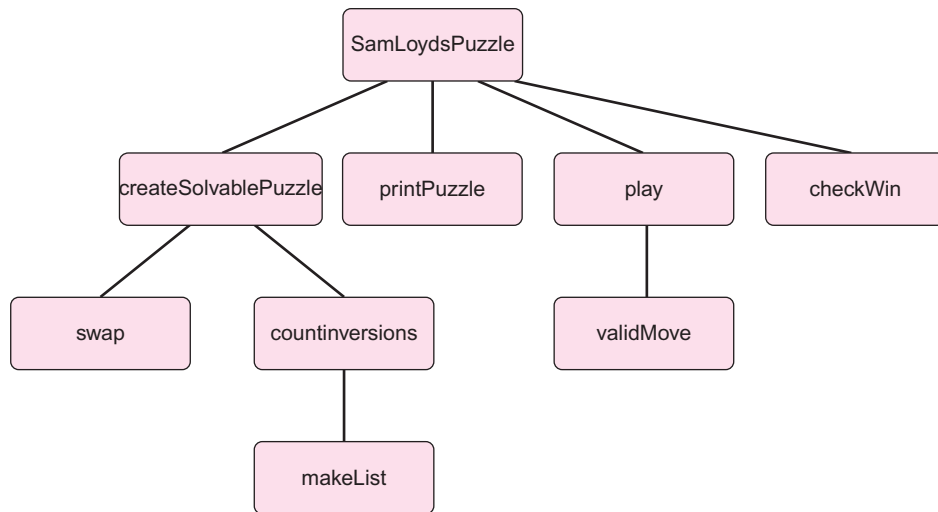 SamLoydsPuzzle
createSolvablePuzzle
printPuzzle
play
checkWin
swap
countinversions
validMove
makeList